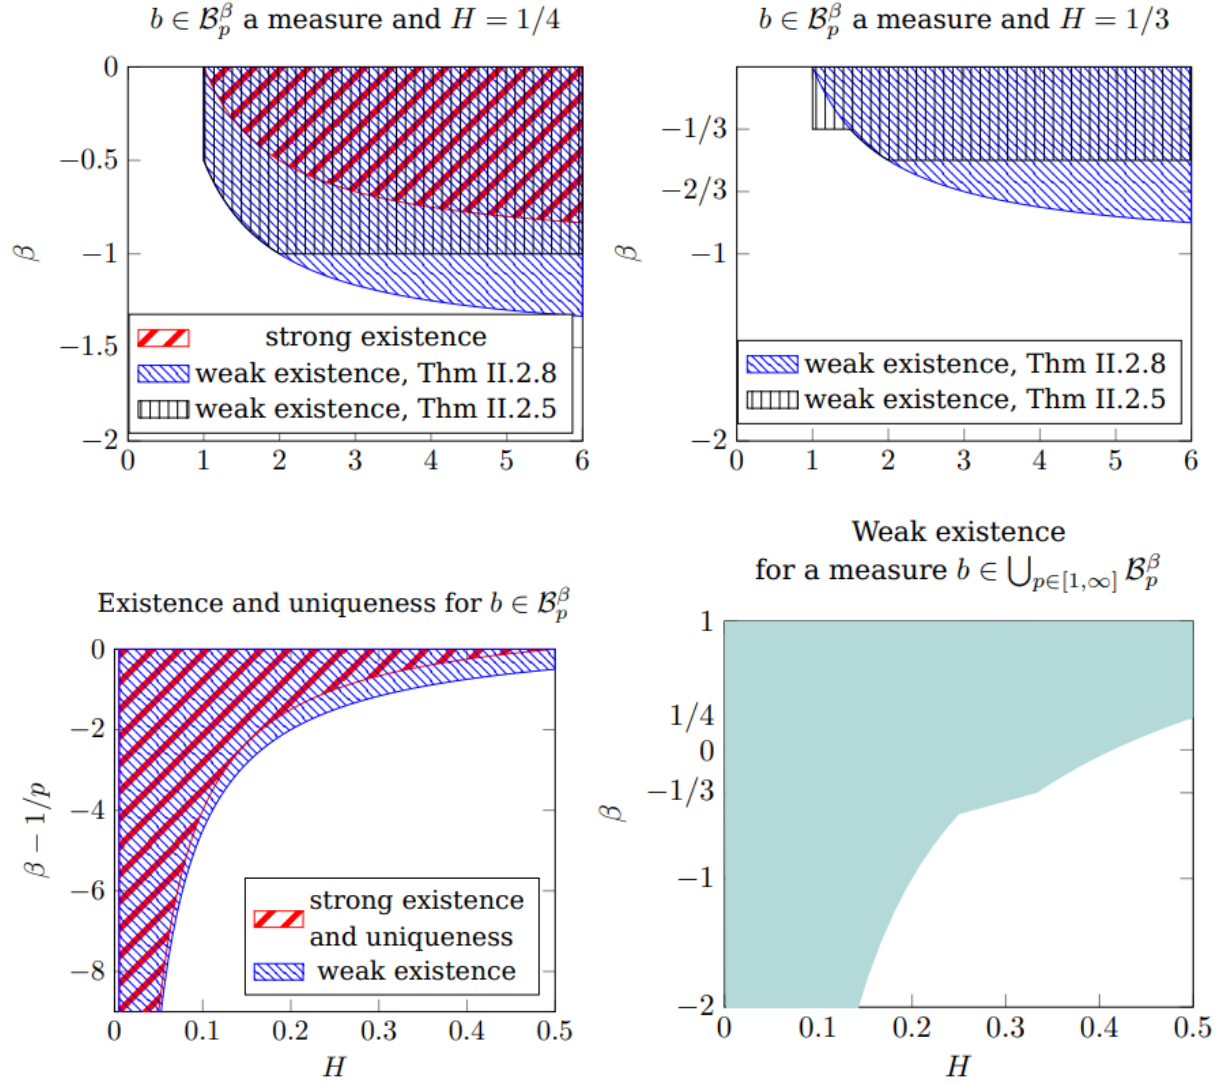 b ∈ 𝓑_p^β a measure and H = 1/4
0
−0.5
−1
−1.5
−2
β
strong existence
weak existence, Thm II.2.8
weak existence, Thm II.2.5
0 1 2 3 4 5 6
b ∈ 𝓑_p^β a measure and H = 1/3
−1/3
−2/3
−1
−2
β
weak existence, Thm II.2.8
weak existence, Thm II.2.5
0 1 2 3 4 5 6
Existence and uniqueness for b ∈ 𝓑_p^β
0
−2
−4
−6
−8
β − 1/p
strong existence
and uniqueness
weak existence
0 0.1 0.2 0.3 0.4 0.5
H
Weak existence
for a measure b ∈ ⋃_{p∈[1,∞]} 𝓑_p^β
1
1/4
0
−1/3
−1
−2
β
0 0.1 0.2 0.3 0.4 0.5
H